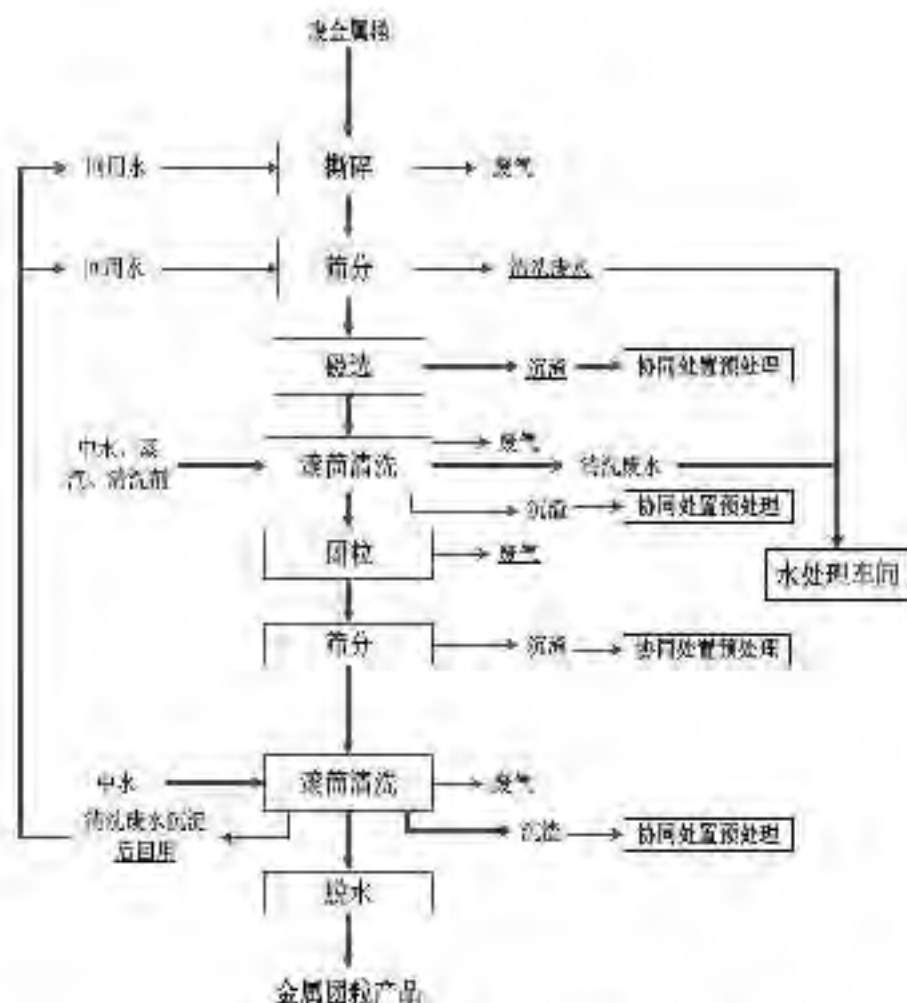 废金属桶
回用水
撕碎
废气
回用水
筛分
清洗废水
磁选
沉渣
协同处置预处理
中水、蒸
汽、清洗剂
滚筒清洗
废气
清洗废水
沉渣
协同处置预处理
团粒
废气
水处理车间
筛分
沉渣
协同处置预处理
中水
滚筒清洗
废气
清洗废水沉淀
后回用
沉渣
协同处置预处理
脱水
金属团粒产品